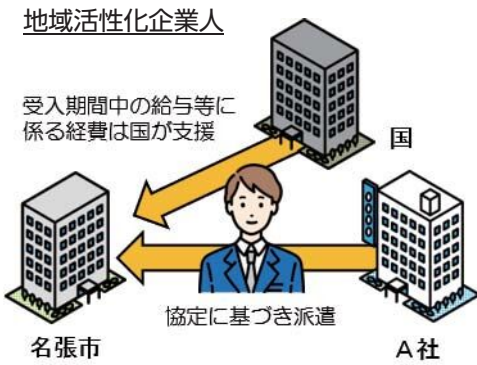 地域活性化企業人
受入期間中の給与等に
係る経費は国が支援
国
協定に基づき派遣
名張市
A社